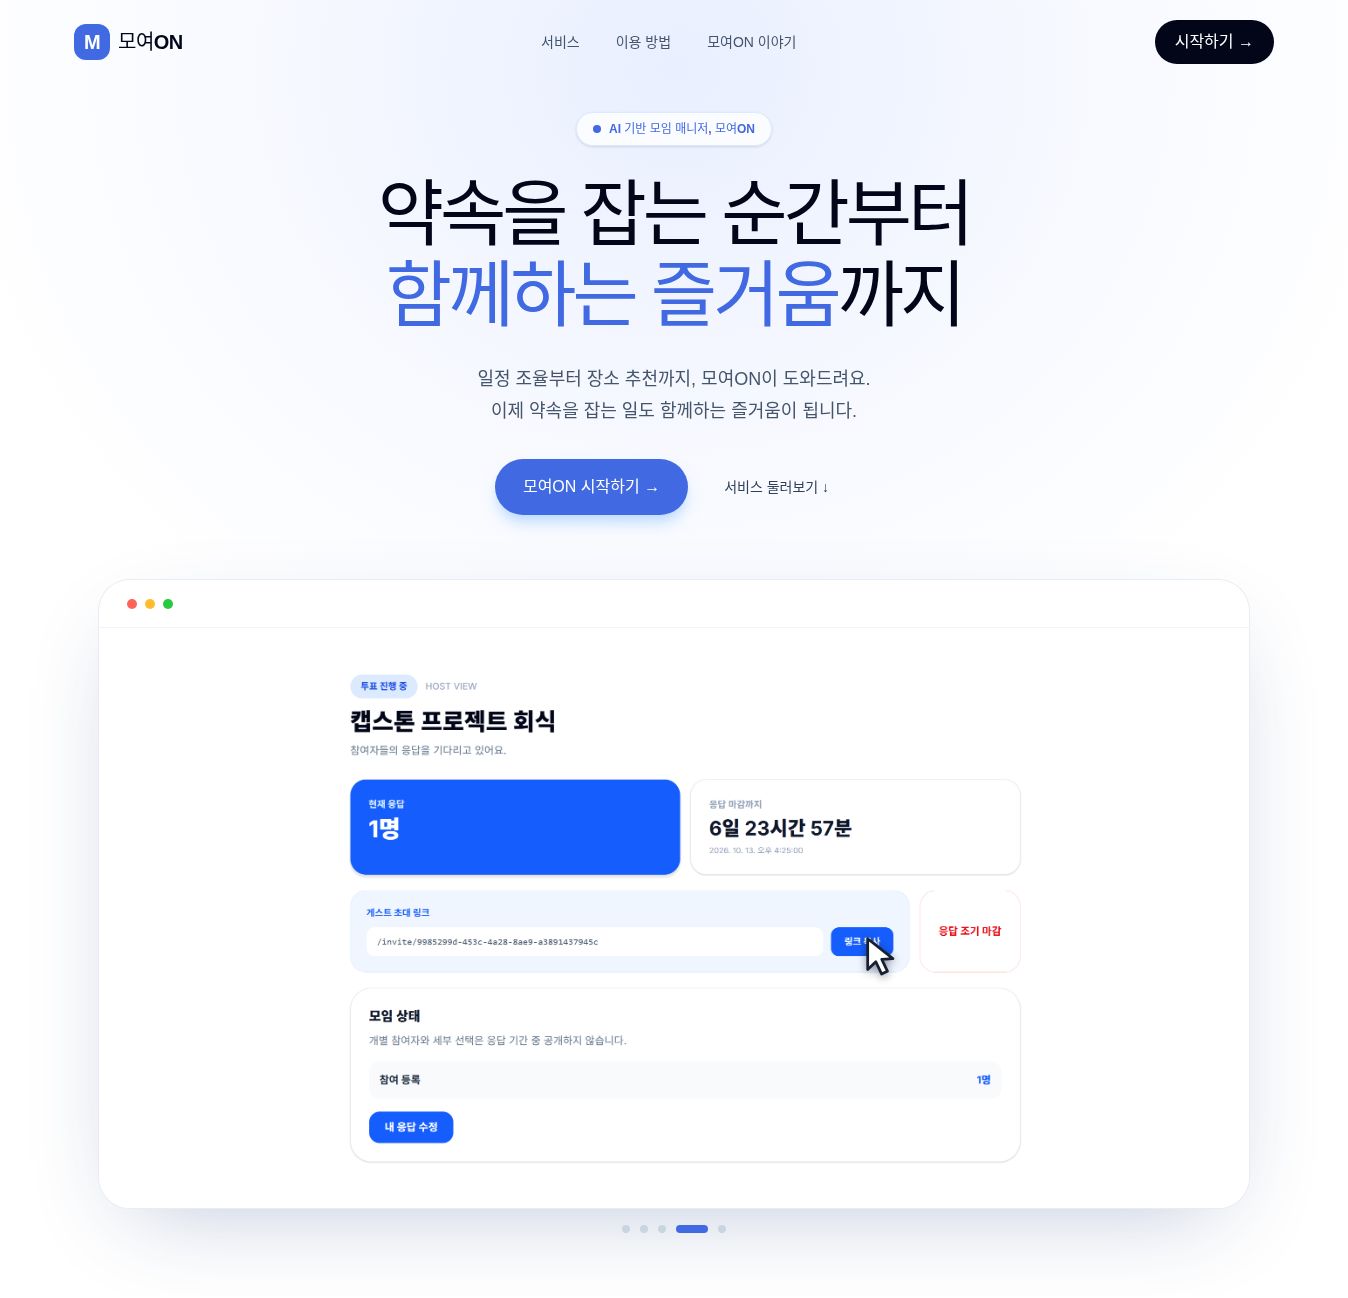 M 모여ON
서비스 이용 방법 모여ON 이야기
시작하기 →
AI 기반 모임 매니저, 모여ON
약속을 잡는 순간부터
함께하는 즐거움까지
일정 조율부터 장소 추천까지, 모여ON이 도와드려요.
이제 약속을 잡는 일도 함께하는 즐거움이 됩니다.
모여ON 시작하기 →
서비스 둘러보기 ↓
투표 진행 중 HOST VIEW
캡스톤 프로젝트 회식
참여자들의 응답을 기다리고 있어요.
현재 응답
1명
응답 마감까지
6일 23시간 57분
2026. 10. 13. 오후 4:25:00
게스트 초대 링크
/invite/9985299d-453c-4a28-8ae9-a3891437945c
링크
응답 조기 마감
모임 상태
개별 참여자와 세부 선택은 응답 기간 중 공개하지 않습니다.
참여 등록 1명
내 응답 수정